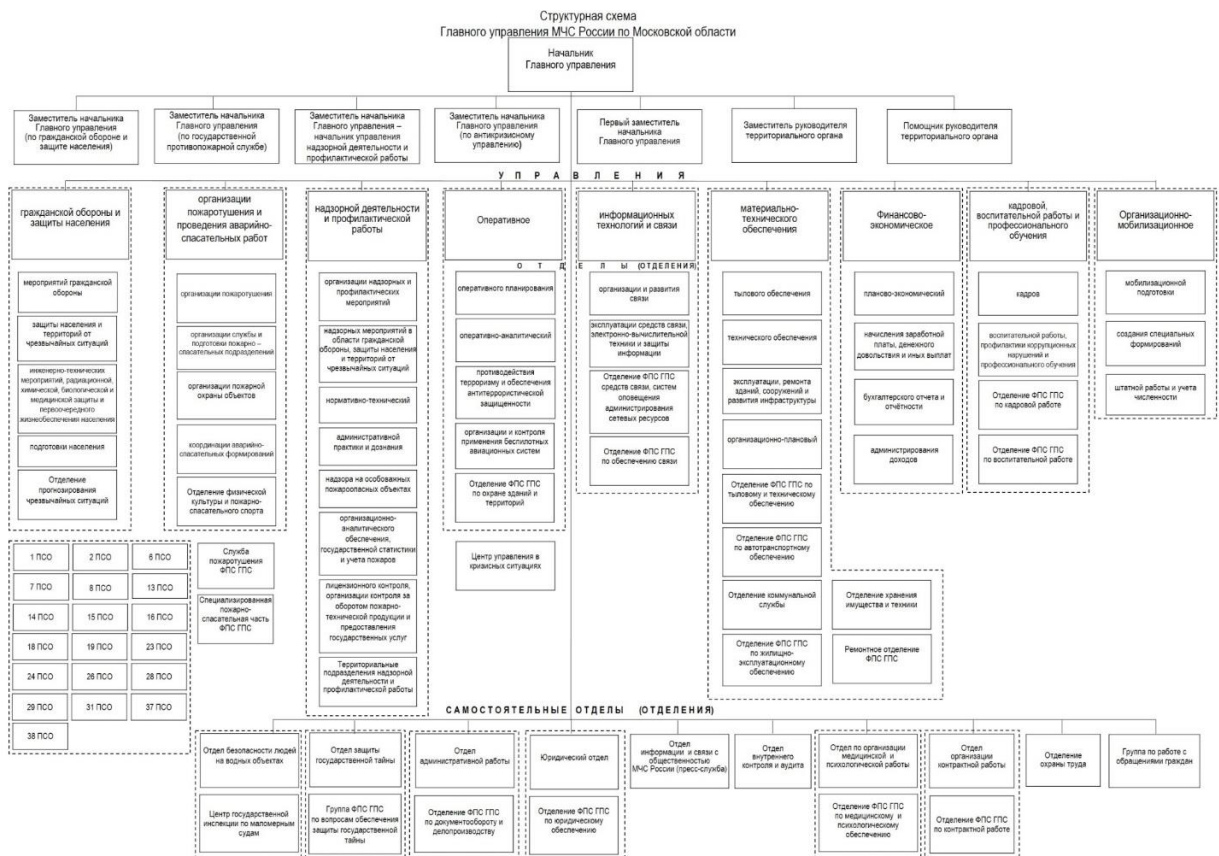 Структурная схема
Главного управления МЧС России по Московской области
Начальник
Главного управления
Заместитель начальника
Главного управления
(по гражданской обороне и
защите населения)
Заместитель начальника
Главного управления
(по государственной
противопожарной службе)
Заместитель начальника
Главного управления –
начальник управления
надзорной деятельности и
профилактической работы
Заместитель начальника
Главного управления
(по антикризисному
управлению)
Первый заместитель
начальника
Главного управления
Заместитель руководителя
территориального органа
Помощник руководителя
территориального органа
У П Р А В Л Е Н И Я
гражданской обороны и
защиты населения
организации
пожаротушения и
проведения аварийно-
спасательных работ
надзорной деятельности
и профилактической
работы
Оперативное
информационных
технологий и связи
материально-
технического
обеспечения
Финансово-
экономическое
кадровой,
воспитательной работы и
профессионального
обучения
Организационно-
мобилизационное
О Т Д Е Л Ы (ОТДЕЛЕНИЯ)
мероприятий гражданской
обороны
защиты населения и
территорий от
чрезвычайных ситуаций
инженерно-технических
мероприятий, радиационной,
химической, биологической и
медицинской защиты и
первоочередного
жизнеобеспечения населения
подготовки населения
Отделение
прогнозирования
чрезвычайных ситуаций
организации пожаротушения
организации службы и
подготовки пожарно –
спасательных подразделений
организации пожарной
охраны объектов
координации аварийно-
спасательных формирований
Отделение физической
культуры и пожарно-
спасательного спорта
организации надзорных и
профилактических
мероприятий
надзорных мероприятий в
области гражданской
обороны, защиты населения
и территорий от
чрезвычайных ситуаций
нормативно-технический
административной
практики и дознания
надзора на особоважных
пожароопасных объектах
организационно-
аналитического
обеспечения,
государственной статистики
и учета пожаров
лицензионного контроля,
организации контроля за
оборотом пожарно-
технической продукции и
предоставления
государственных услуг
Территориальные
подразделения надзорной
деятельности и
профилактической работы
оперативного планирования
оперативно-аналитический
противодействия
терроризму и обеспечения
антитеррористической
защищенности
организации и контроля
применения беспилотных
авиационных систем
Отделение ФПС ГПС
по охране зданий и
территорий
Центр управления в
кризисных ситуациях
организации и развития
связи
эксплуатации средств связи,
электронно-вычислительной
техники и защиты
информации
Отделение ФПС ГПС
средств связи, систем
оповещения
администрирования
сетевых ресурсов
Отделение ФПС ГПС
по обеспечению связи
тылового обеспечения
технического обеспечения
эксплуатации, ремонта
зданий, сооружений и
развития инфраструктуры
организационно-плановый
Отделение ФПС ГПС по
тыловому и техническому
обеспечению
Отделение ФПС ГПС
по автотранспортному
обеспечению
Отделение коммунальной
службы
Отделение ФПС ГПС
по жилищно-
эксплуатационному
обеспечению
Отделение хранения
имущества и техники
Ремонтное отделение
ФПС ГПС
планово-экономический
начисления заработной
платы, денежного
довольствия и иных выплат
бухгалтерского отчета и
отчётности
администрирования
доходов
кадров
воспитательной работы,
профилактики коррупционных
нарушений и
профессионального обучения
Отделение ФПС ГПС
по кадровой работе
Отделение ФПС ГПС
по воспитательной работе
мобилизационной
подготовки
создания специальных
формирований
штатной работы и учета
численности
1 ПСО
2 ПСО
6 ПСО
7 ПСО
8 ПСО
13 ПСО
14 ПСО
15 ПСО
16 ПСО
18 ПСО
19 ПСО
23 ПСО
24 ПСО
26 ПСО
28 ПСО
29 ПСО
31 ПСО
37 ПСО
38 ПСО
Служба
пожаротушения
ФПС ГПС
Специализированная
пожарно-
спасательная часть
ФПС ГПС
САМОСТОЯТЕЛЬНЫЕ ОТДЕЛЫ (ОТДЕЛЕНИЯ)
Отдел безопасности людей
на водных объектах
Отдел защиты
государственной тайны
Отдел
административной работы
Юридический отдел
Отдел
информации и связи с
общественностью
МЧС России (пресс-служба)
Отдел
внутреннего
контроля и аудита
Отдел по организации
медицинской и
психологической работы
Отдел
организации
контрактной работы
Отделение
охраны труда
Группа по работе с
обращениями граждан
Центр государственной
инспекции по маломерным
судам
Группа ФПС ГПС
по вопросам обеспечения
защиты государственной
тайны
Отделение ФПС ГПС
по документообороту и
делопроизводству
Отделение ФПС ГПС
по юридическому
обеспечению
Отделение ФПС ГПС
по медицинскому и
психологическому
обеспечению
Отделение ФПС ГПС
по контрактной работе